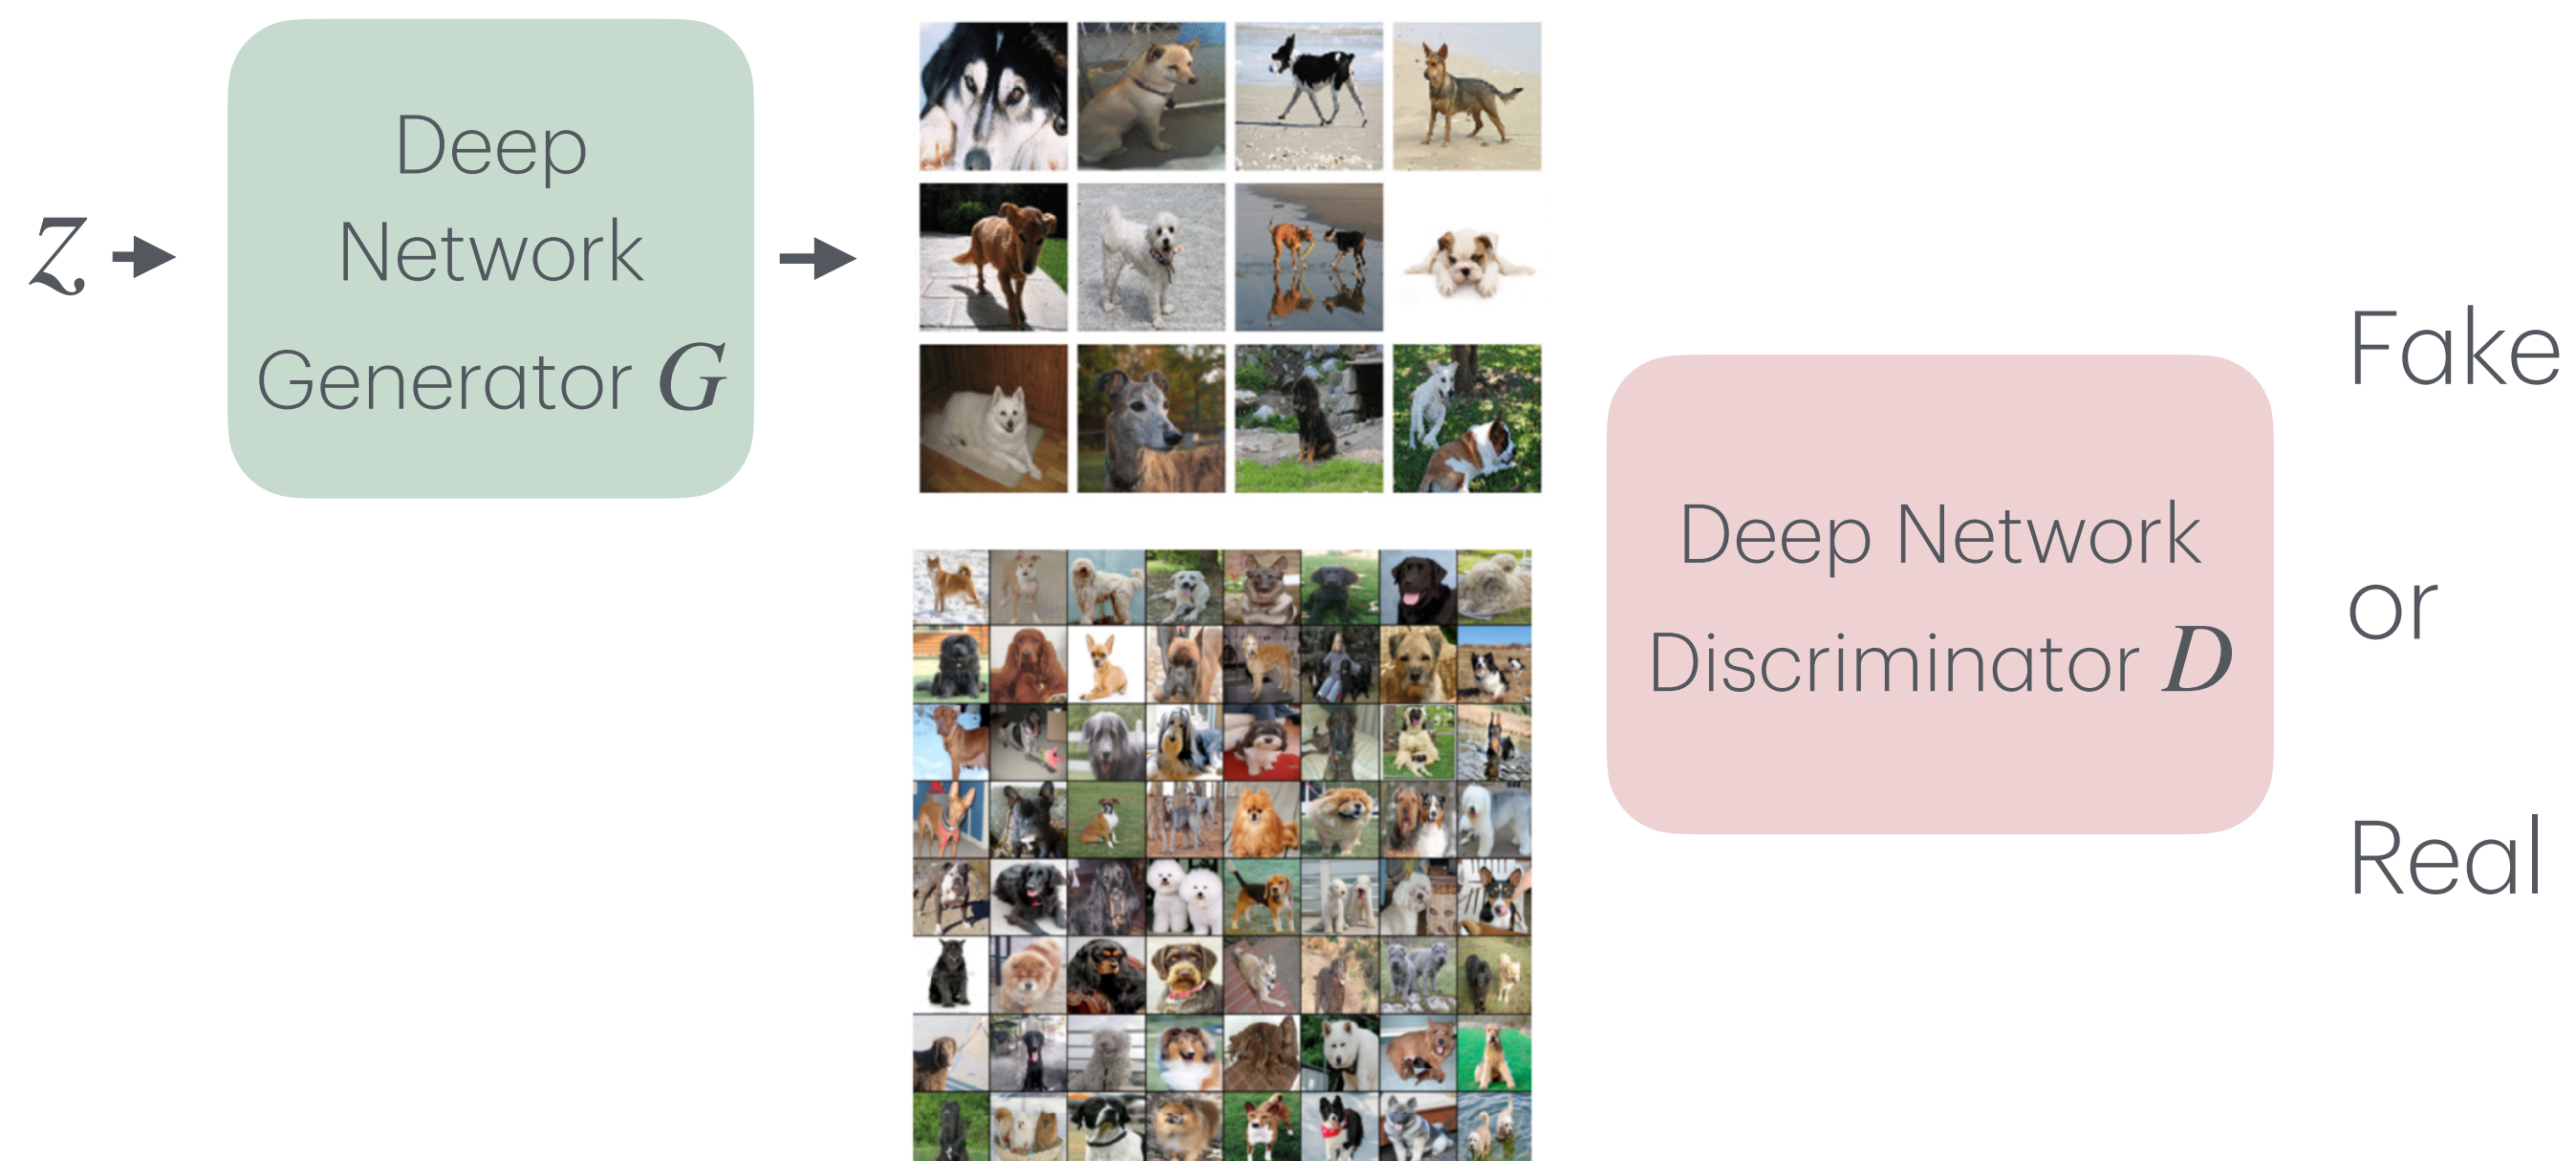 z
Deep
Network
Generator G
Deep Network
Discriminator D
Fake
or
Real